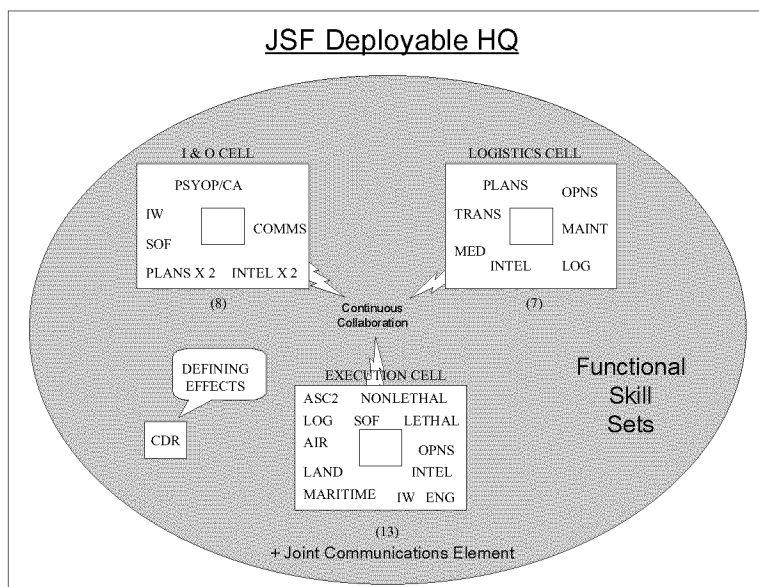 JSF Deployable HQ
I & O CELL
PSYOP/CA
IW
COMMS
SOF
PLANS X 2 INTEL X 2
(8)
LOGISTICS CELL
PLANS
OPNS
TRANS
MAINT
MED
INTEL LOG
(7)
Continuous
Collaboration
DEFINING
EFFECTS
CDR
EXECUTION CELL
ASC2 NONLETHAL
LOG SOF LETHAL
AIR
OPNS
LAND INTEL
MARITIME IW ENG
(13)
+ Joint Communications Element
Functional
Skill
Sets